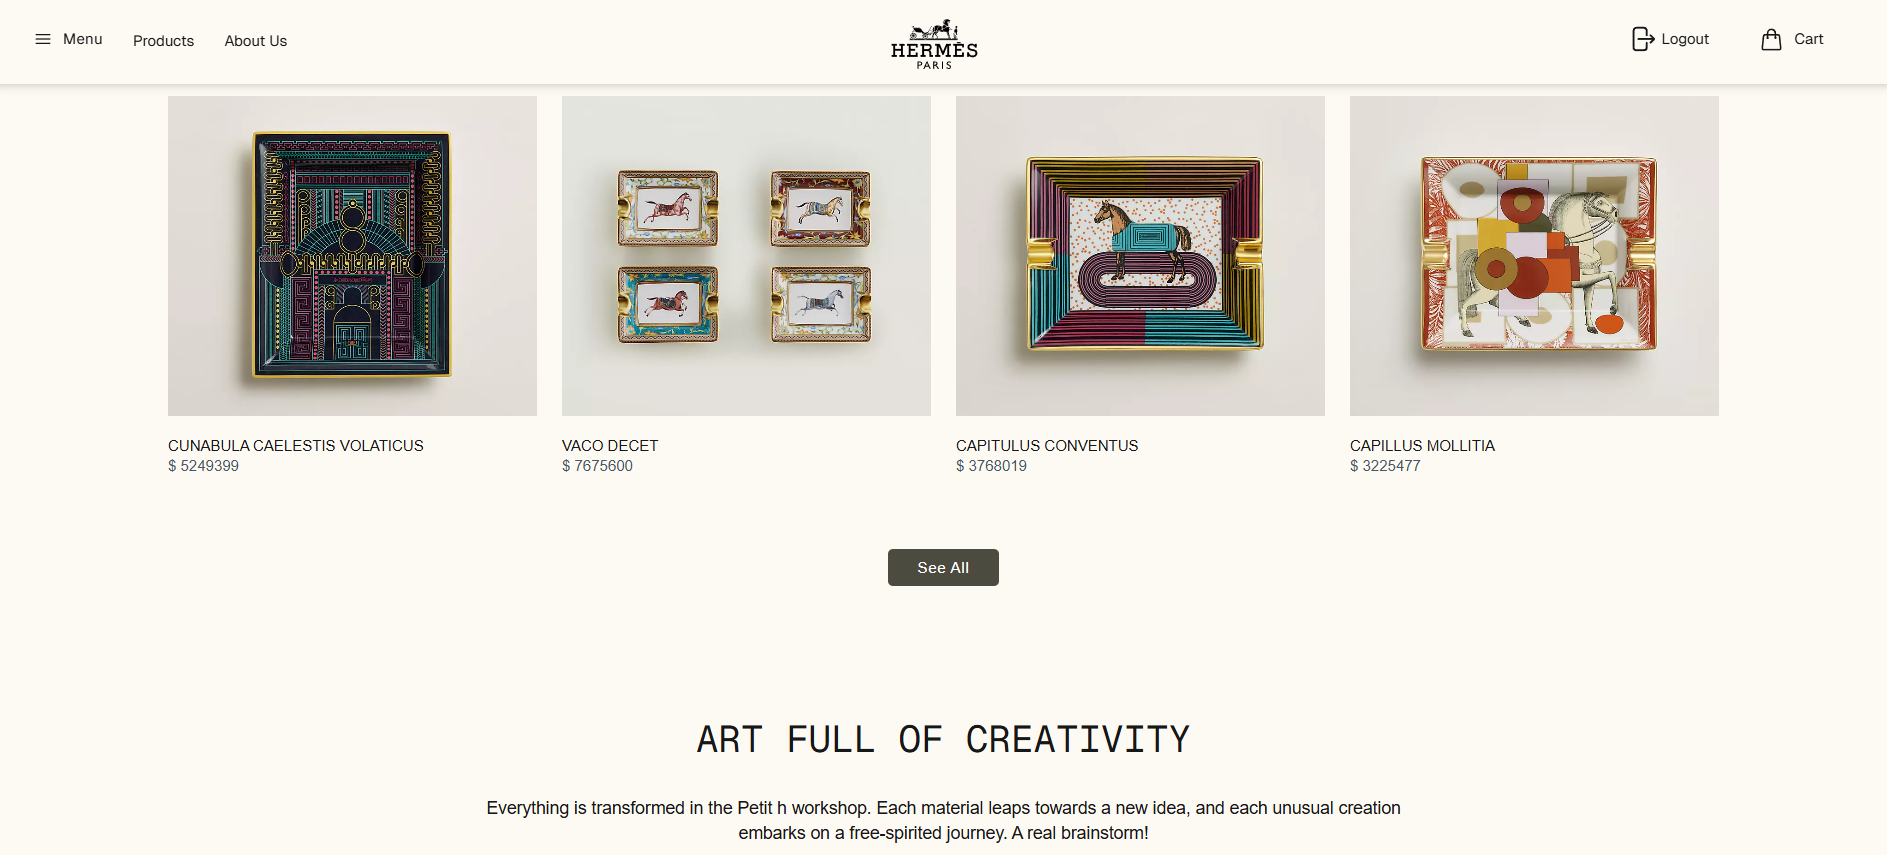 Menu
Products
About Us
HERMÈS
PARIS
Logout
Cart
CUNABULA CAELESTIS VOLATICUS
$ 5249399
VACO DECET
$ 7675600
CAPITULUS CONVENTUS
$ 3768019
CAPILLUS MOLLITIA
$ 3225477
See All
ART FULL OF CREATIVITY
Everything is transformed in the Petit h workshop. Each material leaps towards a new idea, and each unusual creation
embarks on a free-spirited journey. A real brainstorm!